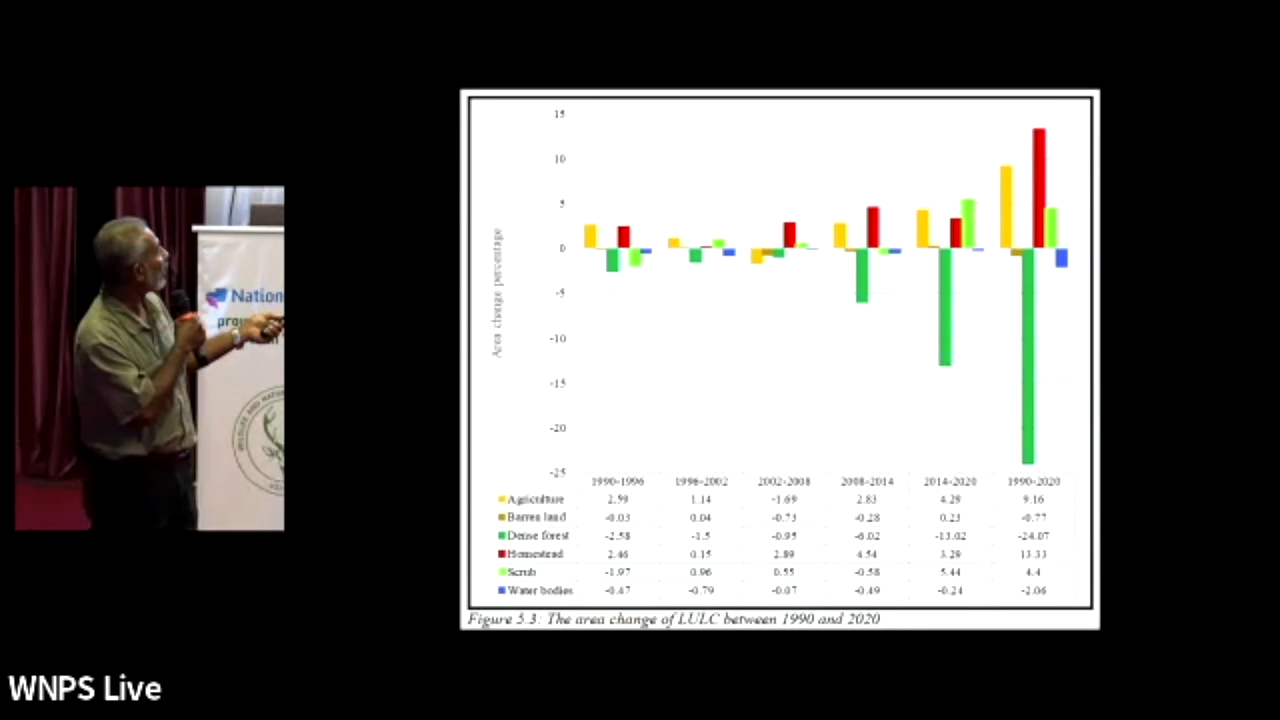 Nation
WILDLIFE AND NATU
15
10
5
0
-5
-10
-15
-20
-25
Area change percentage
1990-1996 1996-2002 2002-2008 2008-2014 2014-2020 1990-2020
Agriculture 2.59 1.14 -1.69 2.83 4.29 9.16
Barren land -0.03 0.04 -0.73 -0.28 0.23 -0.77
Dense forest -2.58 -1.5 -0.95 -6.02 -13.02 -24.07
Homestead 2.46 0.15 2.89 4.54 3.29 13.33
Scrub -1.97 0.96 0.55 -0.58 5.44 4.4
Water bodies -0.47 -0.79 -0.07 -0.49 -0.24 -2.06
Figure 5.3: The area change of LULC between 1990 and 2020
WNPS Live